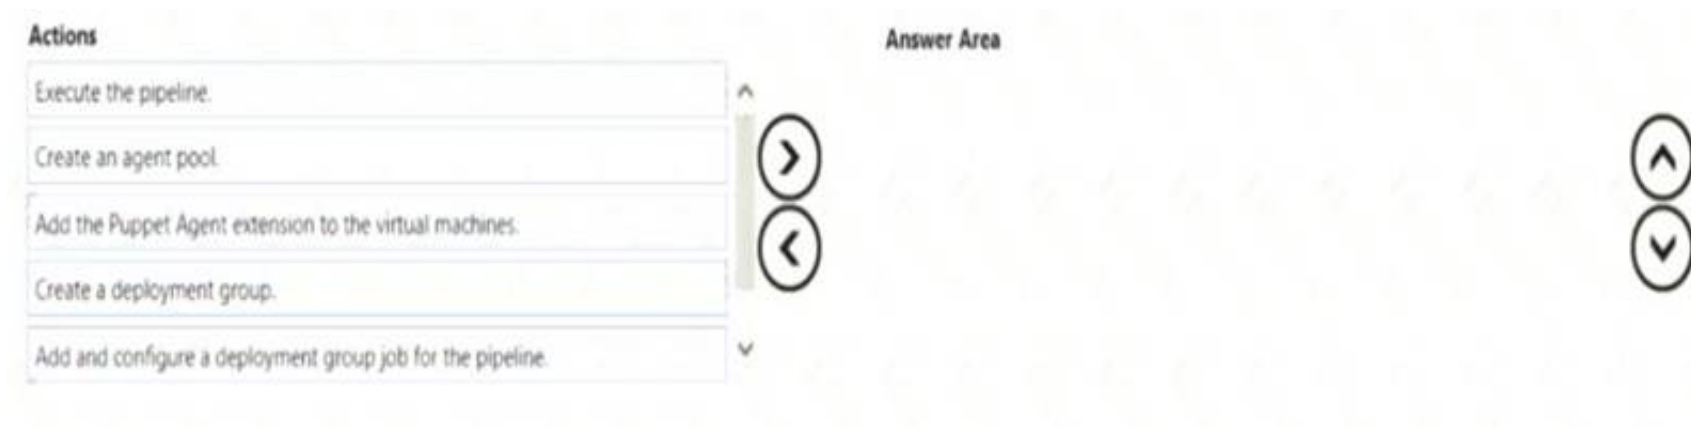 Actions
Answer Area
Execute the pipeline.
Create an agent pool.
Add the Puppet Agent extension to the virtual machines.
Create a deployment group.
Add and configure a deployment group job for the pipeline.